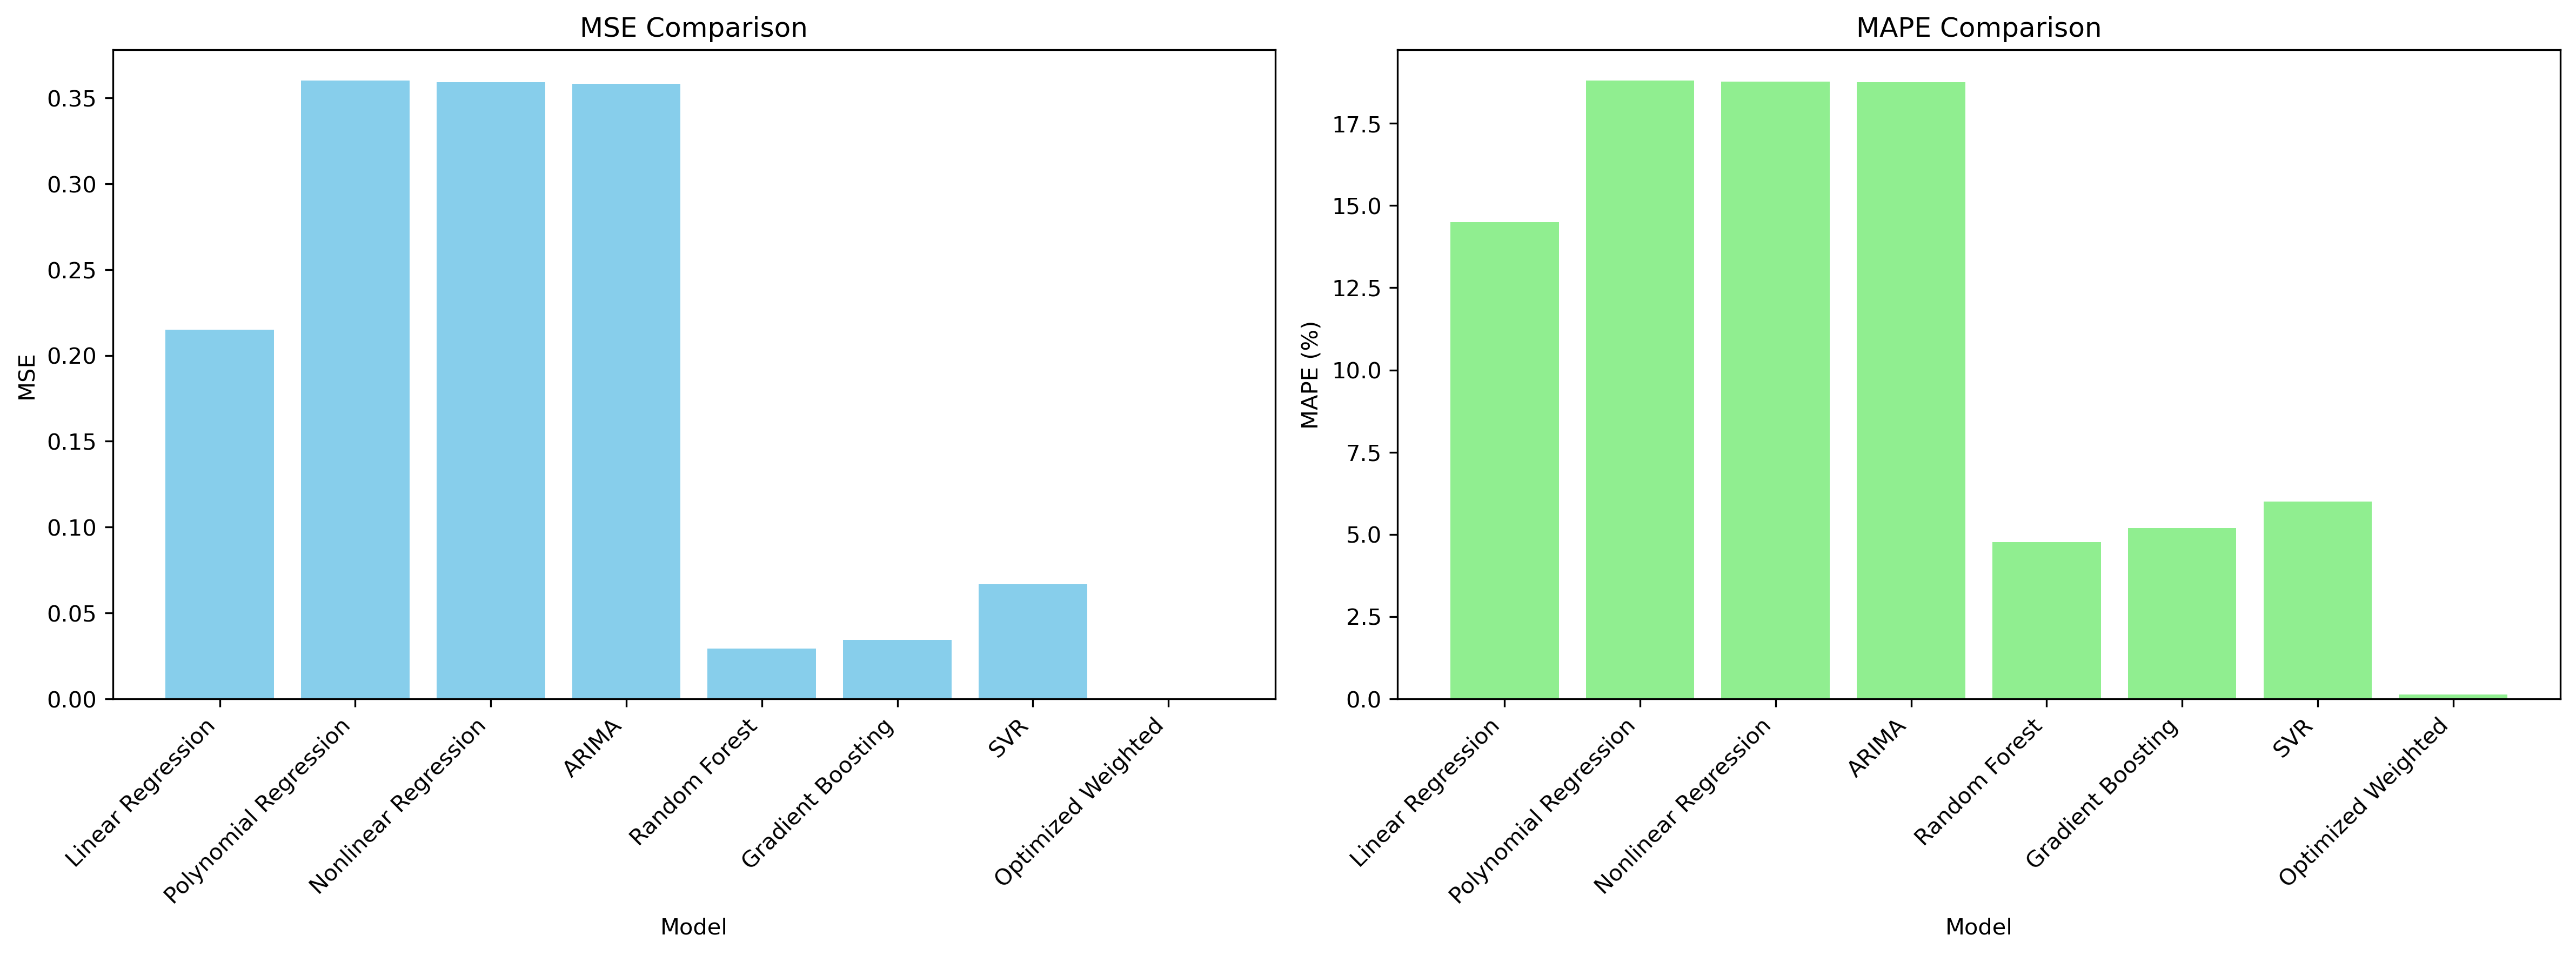 MSE Comparison
MSE
0.35
0.30
0.25
0.20
0.15
0.10
0.05
0.00
Linear Regression
Polynomial Regression
Nonlinear Regression
ARIMA
Random Forest
Gradient Boosting
SVR
Optimized Weighted
Model
MAPE Comparison
MAPE (%)
17.5
15.0
12.5
10.0
7.5
5.0
2.5
0.0
Linear Regression
Polynomial Regression
Nonlinear Regression
ARIMA
Random Forest
Gradient Boosting
SVR
Optimized Weighted
Model